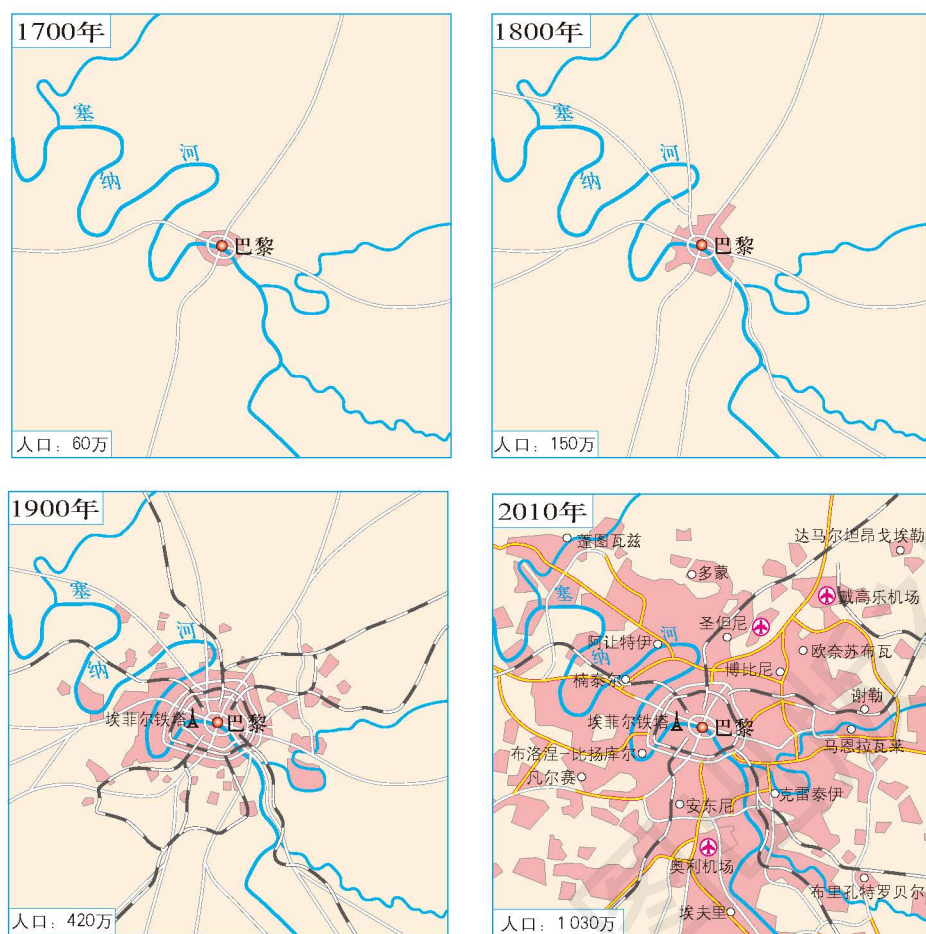 1700年
塞
河
纳
巴黎
人口：60万
1800年
塞
河
纳
巴黎
人口：150万
1900年
塞
河
纳
埃菲尔铁塔
巴黎
人口：420万
2010年
蓬图瓦兹
达马尔坦昂戈埃勒
多蒙
塞
戴高乐机场
圣但尼
河
阿让特伊
欧奈苏布瓦
纳
博比尼
楠泰尔
谢勒
埃菲尔铁塔
巴黎
马恩拉瓦莱
布洛涅-比扬库尔
凡尔赛
克雷泰伊
安东尼
奥利机场
布里孔特罗贝尔
埃夫里
人口：1030万